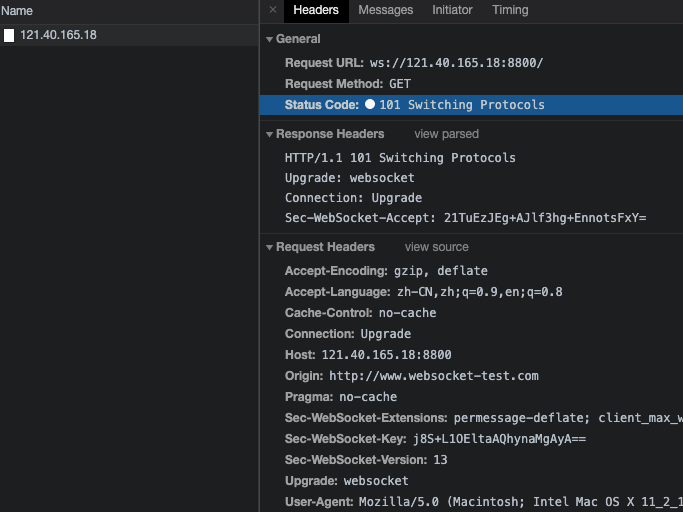 Name
121.40.165.18
× Headers Messages Initiator Timing
General
Request URL: ws://121.40.165.18:8800/
Request Method: GET
Status Code: 101 Switching Protocols
Response Headers view parsed
HTTP/1.1 101 Switching Protocols
Upgrade: websocket
Connection: Upgrade
Sec-WebSocket-Accept: 21TuEzJEg+AJlf3hg+EnnotsFxY=
Request Headers view source
Accept-Encoding: gzip, deflate
Accept-Language: zh-CN,zh;q=0.9,en;q=0.8
Cache-Control: no-cache
Connection: Upgrade
Host: 121.40.165.18:8800
Origin: http://www.websocket-test.com
Pragma: no-cache
Sec-WebSocket-Extensions: permessage-deflate; client_max_w
Sec-WebSocket-Key: j8S+L1OEltaAQhynaMgAyA==
Sec-WebSocket-Version: 13
Upgrade: websocket
User-Agent: Mozilla/5.0 (Macintosh; Intel Mac OS X 11_2_1